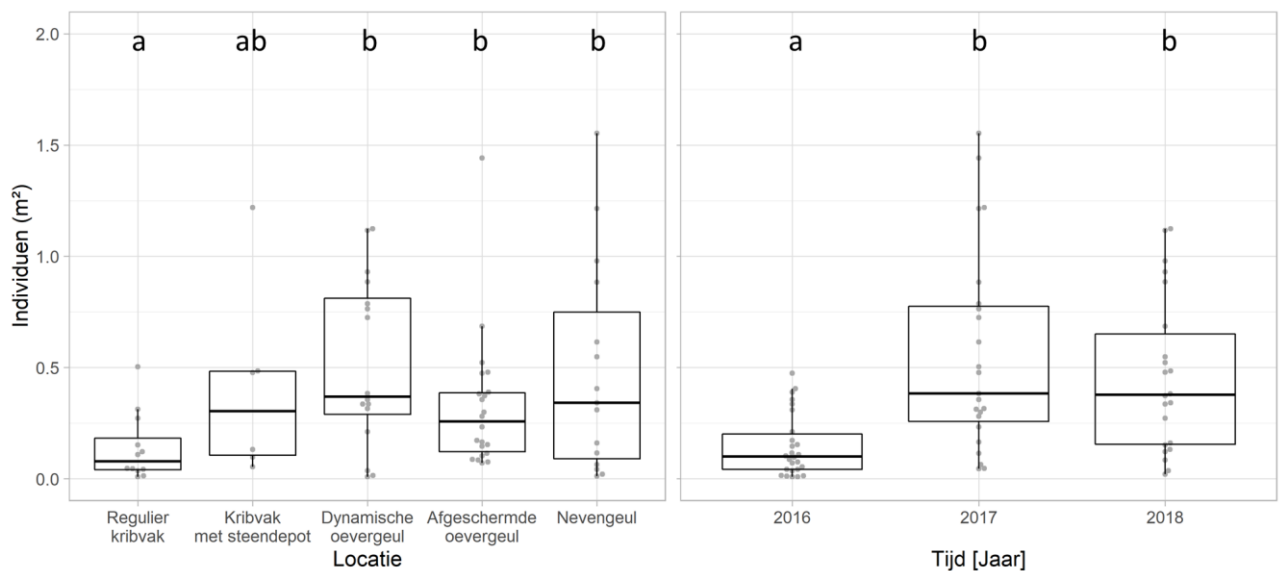 Individuen (m²)
2.0
1.5
1.0
0.5
0.0
a ab b b b
Regulier kribvak
Kribvak met steendepot
Dynamische oevergeul
Afgeschermde oevergeul
Nevengeul
Locatie
a b b
2016 2017 2018
Tijd [Jaar]